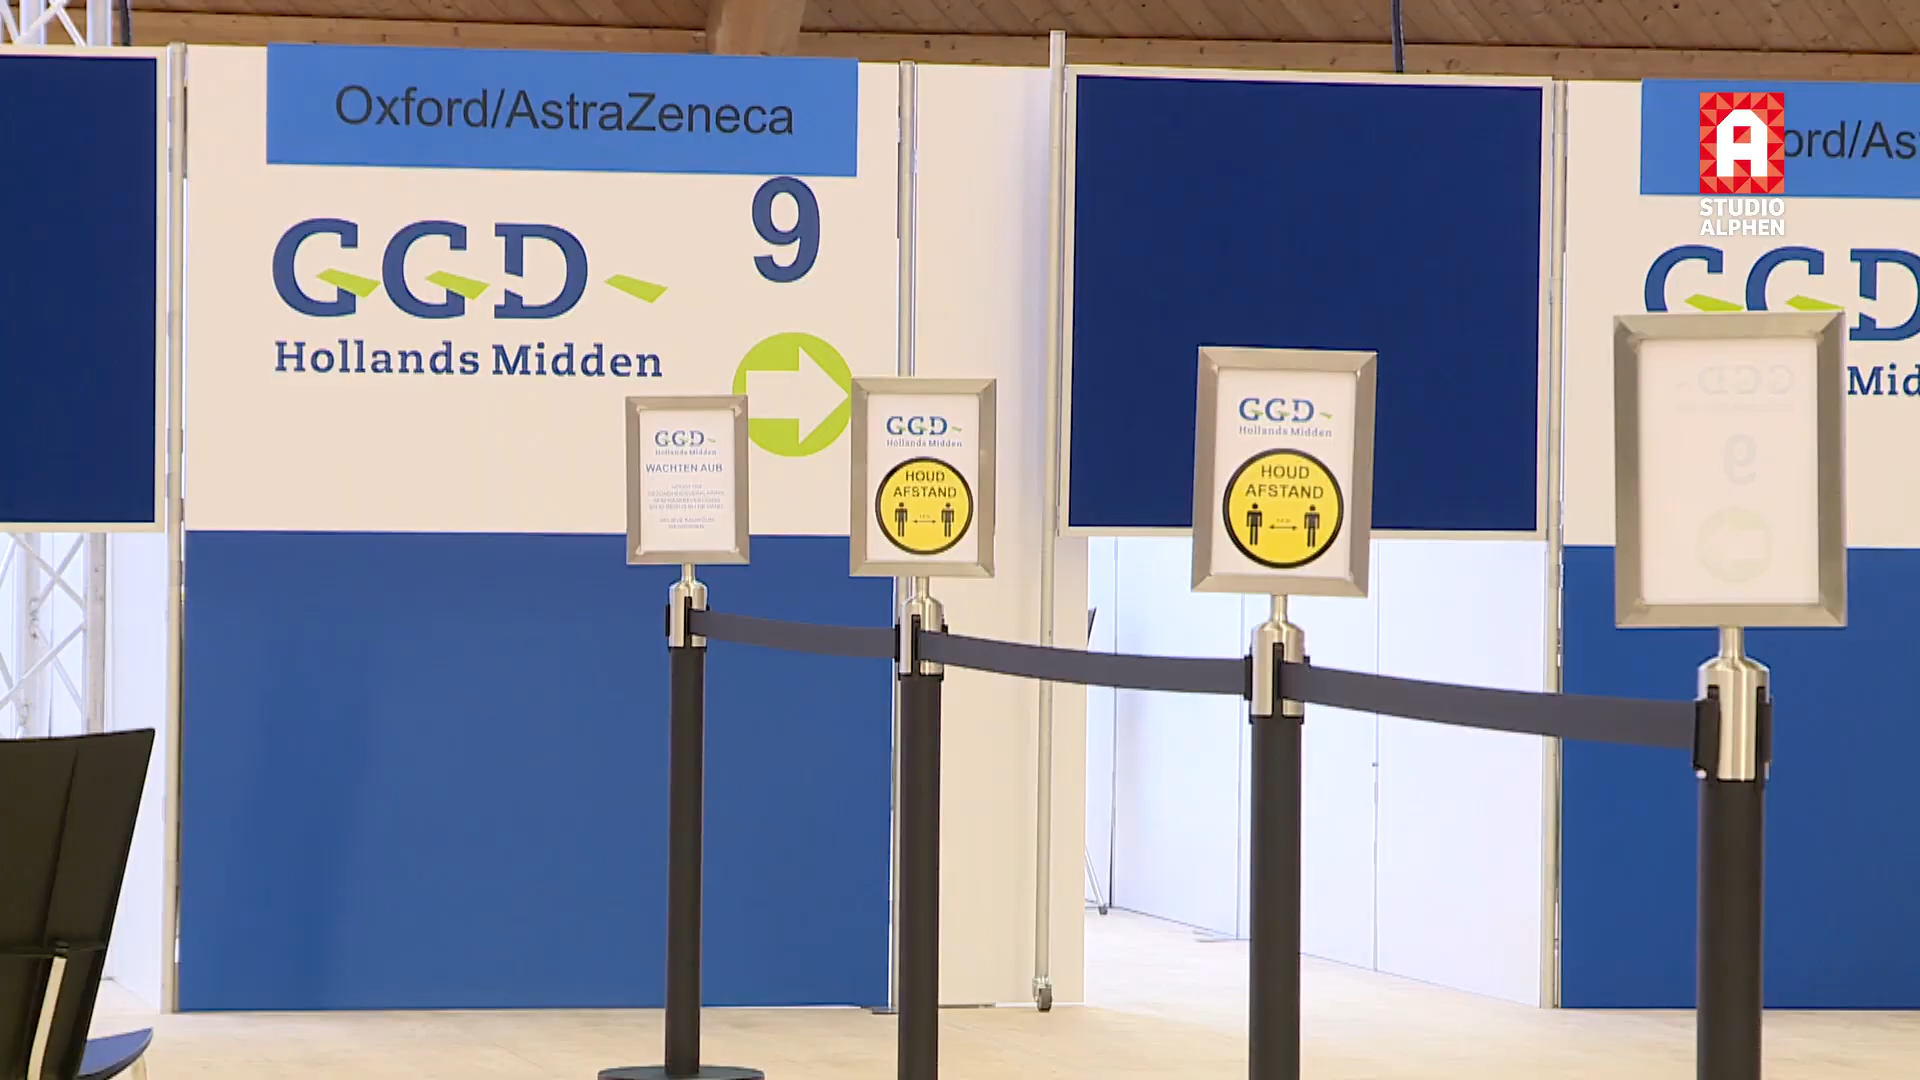 Oxford/AstraZeneca
9
GGD
Hollands Midden
GGD
Hollands Midden
WACHTEN AUB
GGD
Hollands Midden
HOUD
AFSTAND
GGD
Hollands Midden
HOUD
AFSTAND
ord/As
STUDIO
ALPHEN
GGD
Mid
9